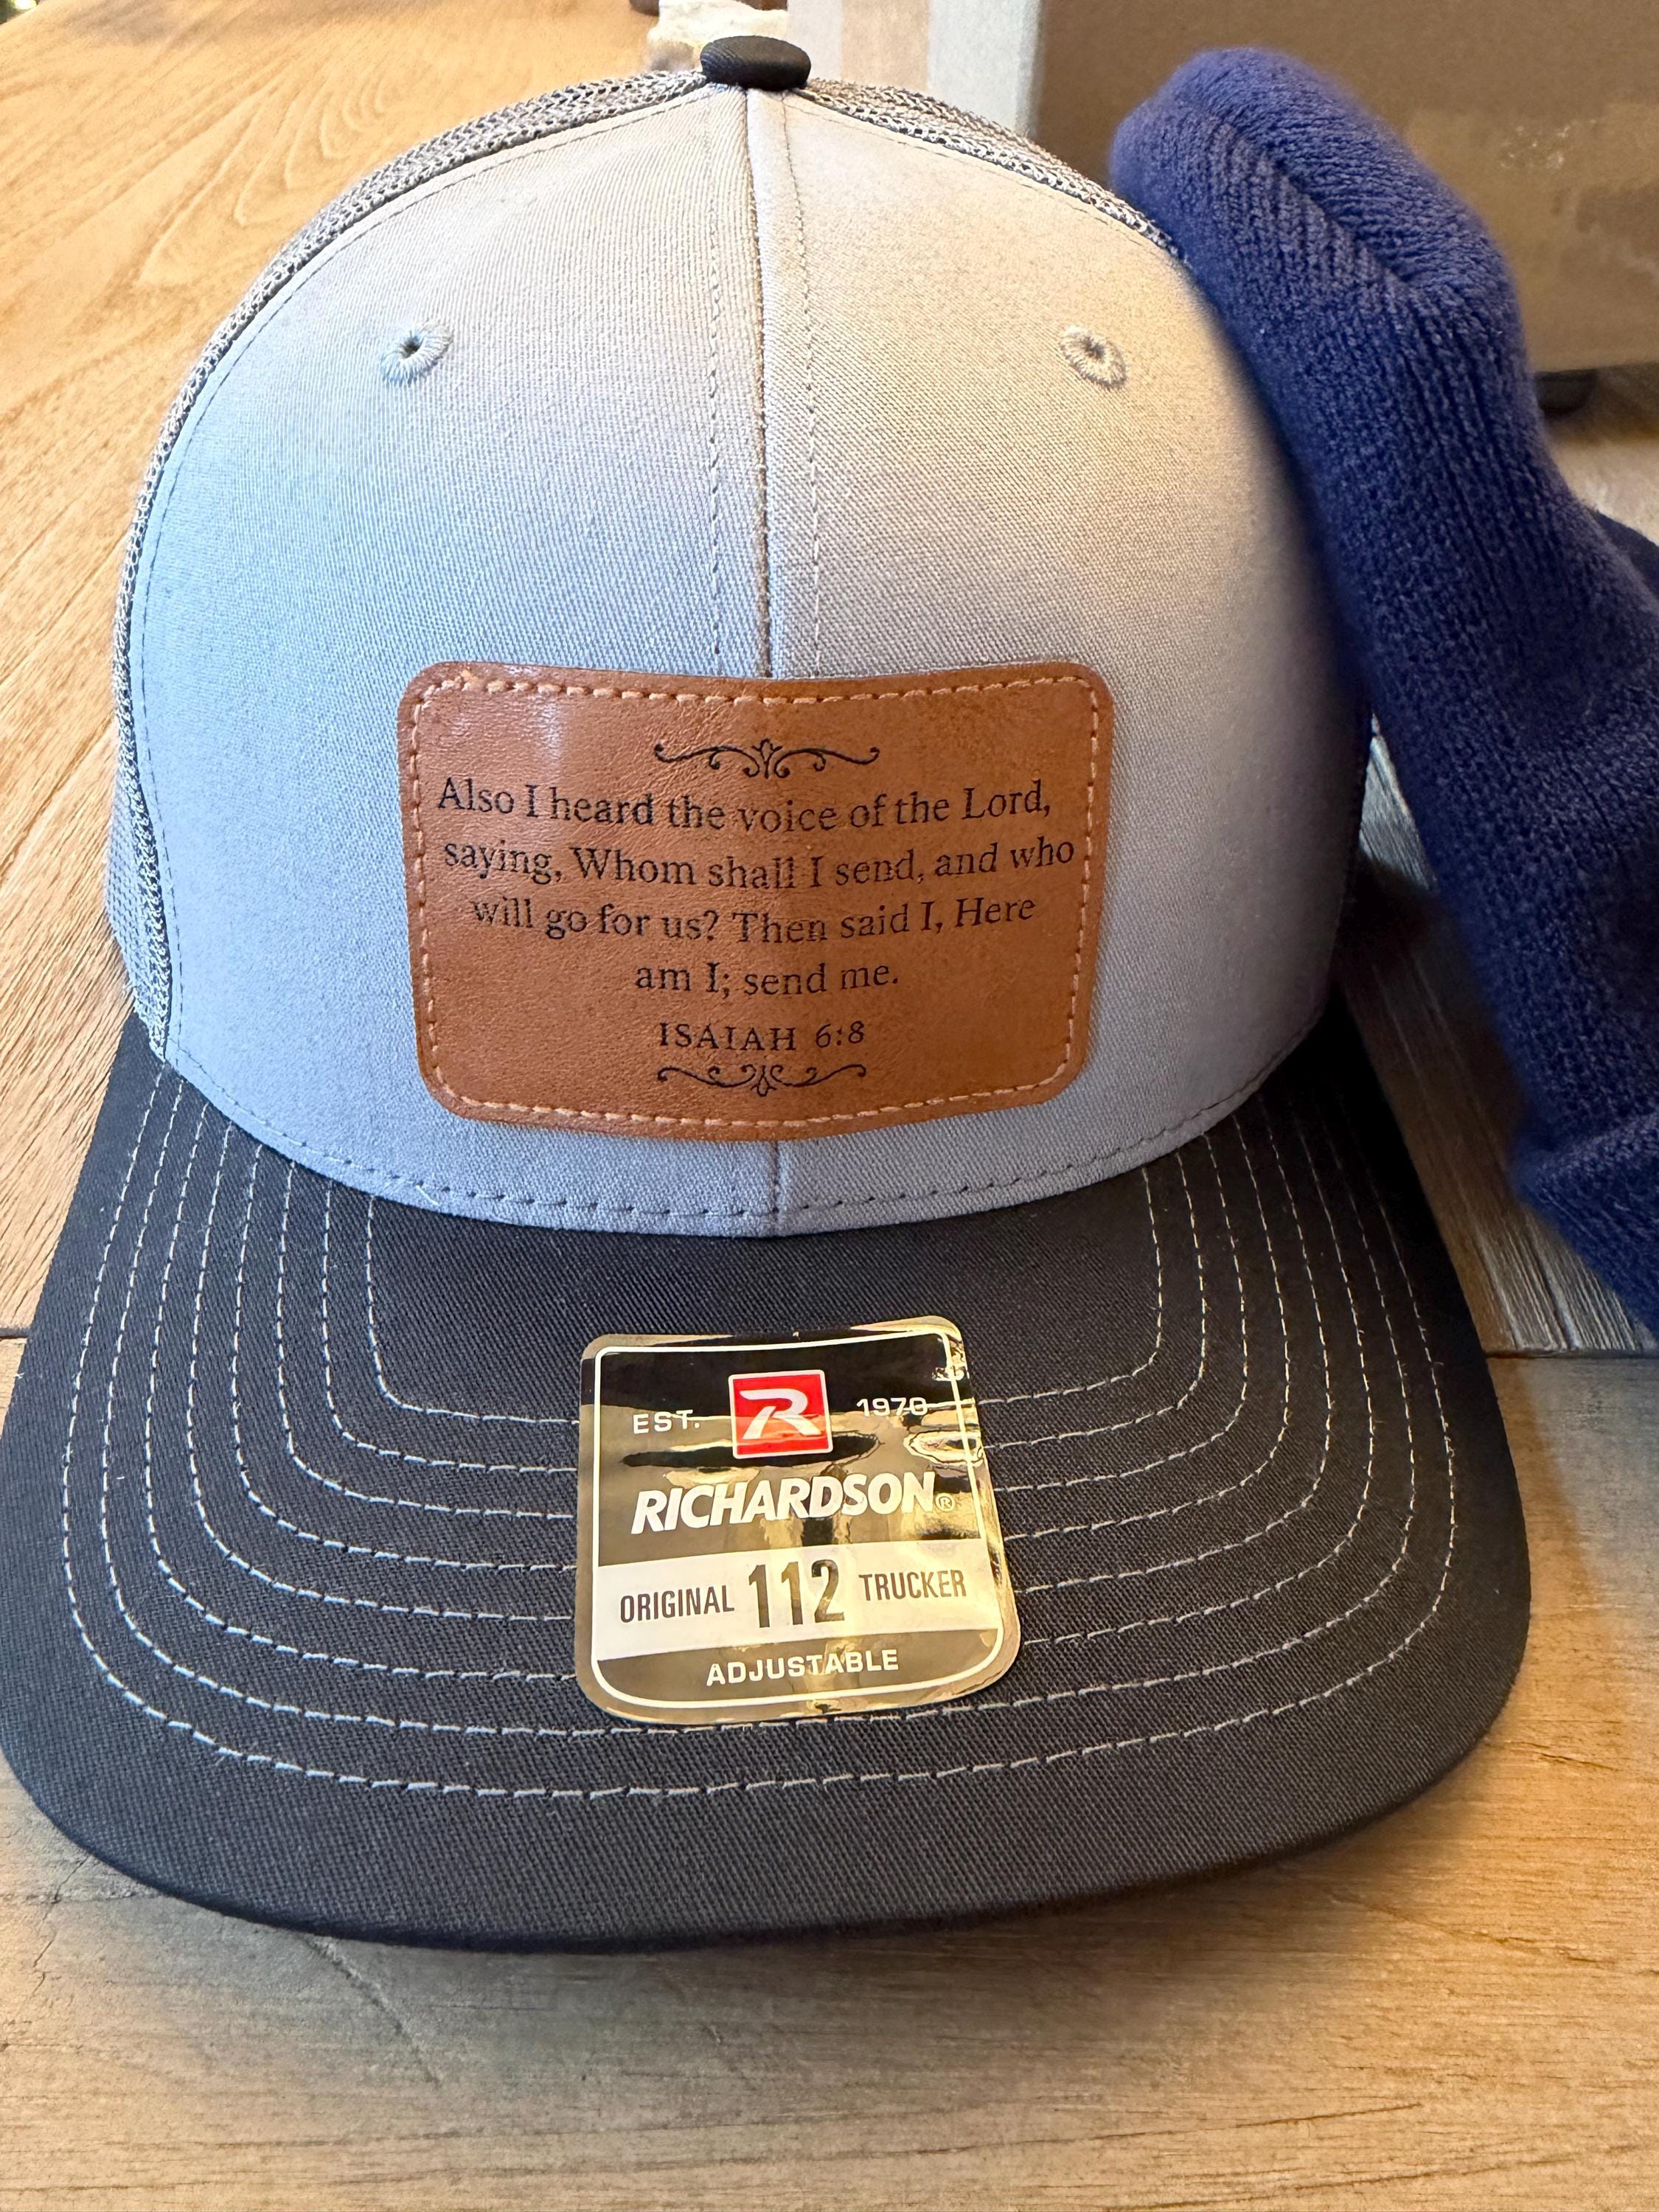 Also I heard the voice of the Lord,
saying, Whom shall I send, and who
will go for us? Then said I, Here
am I; send me.
ISAIAH 6:8
EST. R 1970
RICHARDSON®
ORIGINAL 112 TRUCKER
ADJUSTABLE